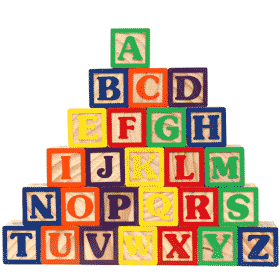 A
BCD
EFGH
IJKLM
NOPQRS
TUVWXYZ